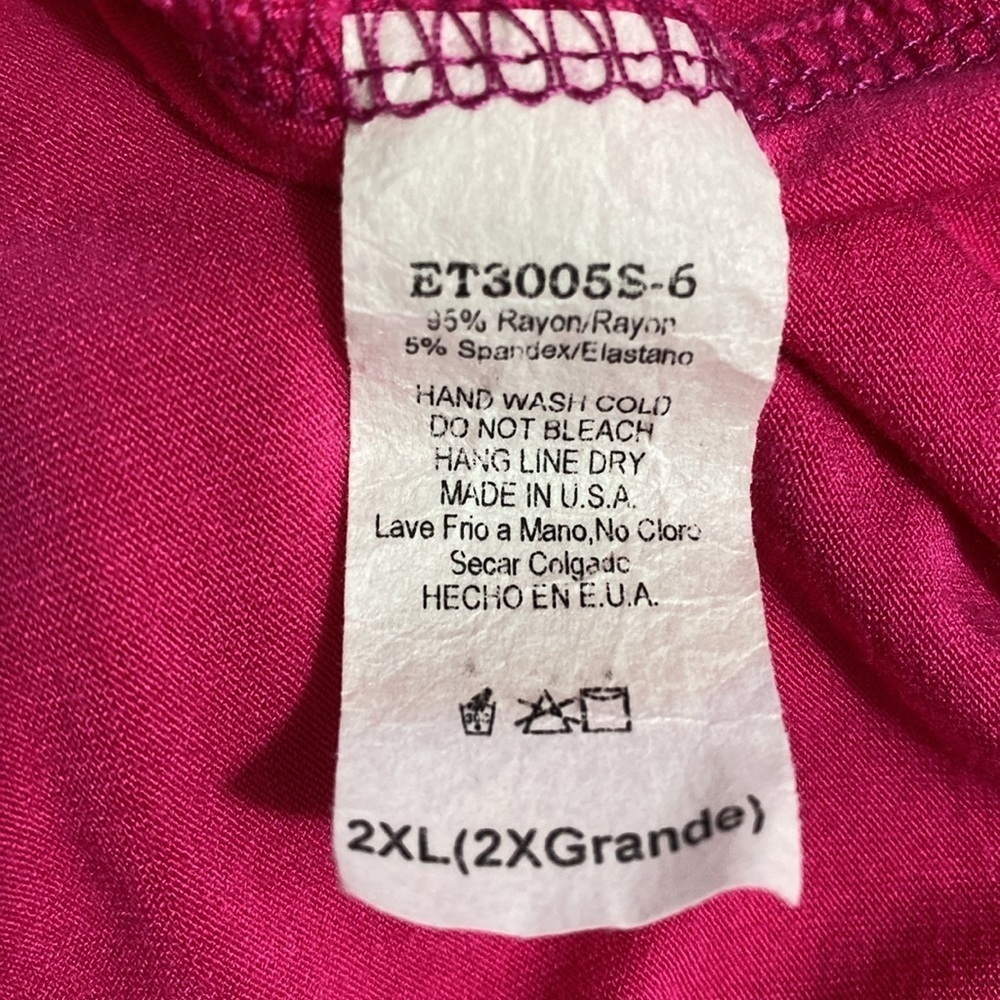 ET3005S-6
95% Rayon/Rayon
5% Spandex/Elastano
HAND WASH COLD
DO NOT BLEACH
HANG LINE DRY
MADE IN U.S.A.
Lave Frio a Mano,No Cloro
Secar Colgado
HECHO EN E.U.A.
2XL(2XGrande)